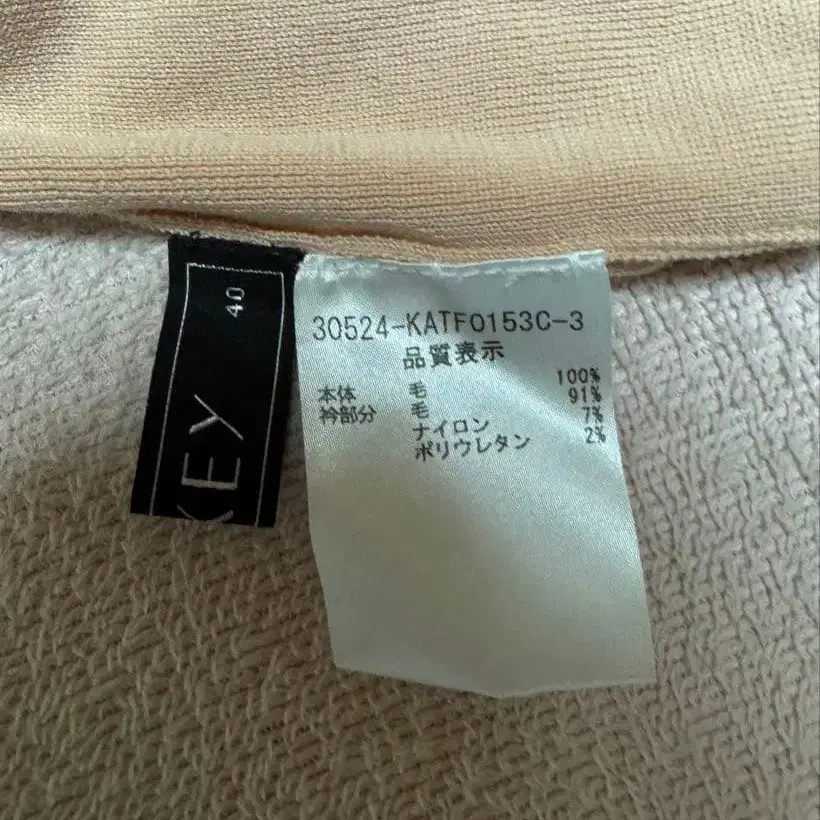 40
KEY
30524-KATF0153C-3
品質表示
本体 毛 100%
衿部分 毛 91%
ナイロン 7%
ポリウレタン 2%